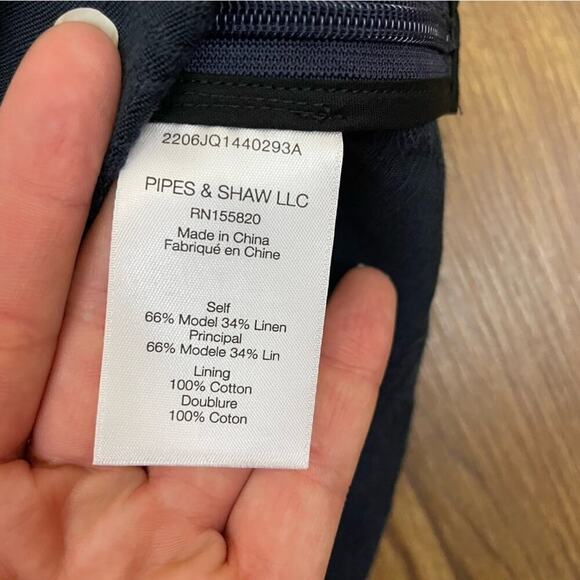 2206JQ1440293A
PIPES & SHAW LLC
RN155820
Made in China
Fabriqué en Chine
Self
66% Model 34% Linen
Principal
66% Modele 34% Lin
Lining
100% Cotton
Doublure
100% Coton